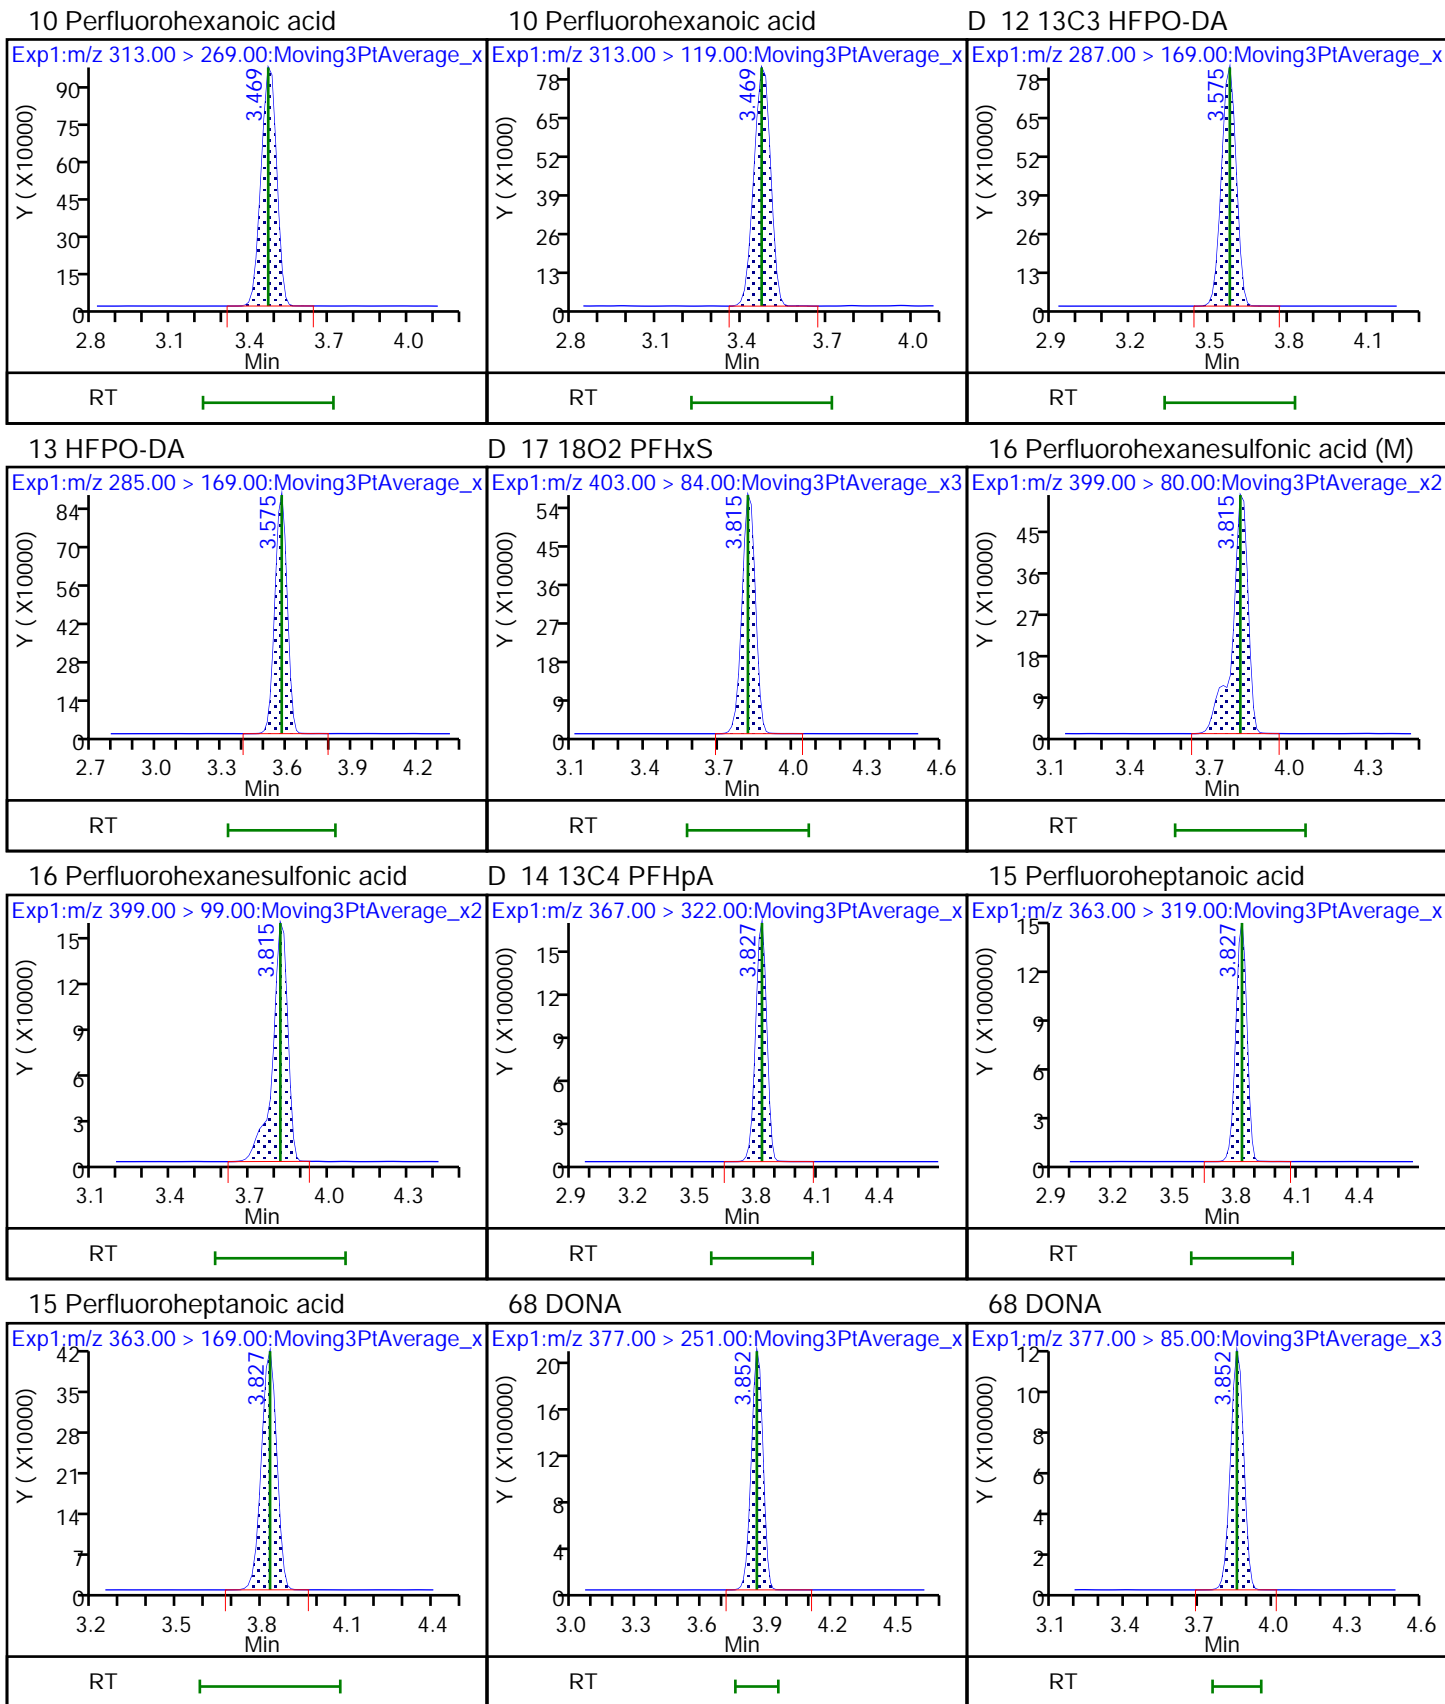 10 Perfluorohexanoic acid
Exp1:m/z 313.00 > 269.00:Moving3PtAverage_x
3.469
Y ( X10000)
90
75
60
45
30
15
0
2.8 3.1 3.4 3.7 4.0
Min
RT
10 Perfluorohexanoic acid
Exp1:m/z 313.00 > 119.00:Moving3PtAverage_x
3.469
Y ( X1000)
78
65
52
39
26
13
0
2.8 3.1 3.4 3.7 4.0
Min
RT
D 12 13C3 HFPO-DA
Exp1:m/z 287.00 > 169.00:Moving3PtAverage_x
3.575
Y ( X10000)
78
65
52
39
26
13
0
2.9 3.2 3.5 3.8 4.1
Min
RT
13 HFPO-DA
Exp1:m/z 285.00 > 169.00:Moving3PtAverage_x
3.575
Y ( X10000)
84
70
56
42
28
14
0
2.7 3.0 3.3 3.6 3.9 4.2
Min
RT
D 17 18O2 PFHxS
Exp1:m/z 403.00 > 84.00:Moving3PtAverage_x3
3.815
Y ( X10000)
54
45
36
27
18
9
0
3.1 3.4 3.7 4.0 4.3 4.6
Min
RT
16 Perfluorohexanesulfonic acid (M)
Exp1:m/z 399.00 > 80.00:Moving3PtAverage_x2
3.815
Y ( X10000)
45
36
27
18
9
0
3.1 3.4 3.7 4.0 4.3
Min
RT
16 Perfluorohexanesulfonic acid
Exp1:m/z 399.00 > 99.00:Moving3PtAverage_x2
3.815
Y ( X10000)
15
12
9
6
3
0
3.1 3.4 3.7 4.0 4.3
Min
RT
D 14 13C4 PFHpA
Exp1:m/z 367.00 > 322.00:Moving3PtAverage_x
3.827
Y ( X100000)
15
12
9
6
3
0
2.9 3.2 3.5 3.8 4.1 4.4
Min
RT
15 Perfluoroheptanoic acid
Exp1:m/z 363.00 > 319.00:Moving3PtAverage_x
3.827
Y ( X100000)
15
12
9
6
3
0
2.9 3.2 3.5 3.8 4.1 4.4
Min
RT
15 Perfluoroheptanoic acid
Exp1:m/z 363.00 > 169.00:Moving3PtAverage_x
3.827
Y ( X10000)
42
35
28
21
14
7
0
3.2 3.5 3.8 4.1 4.4
Min
RT
68 DONA
Exp1:m/z 377.00 > 251.00:Moving3PtAverage_x
3.852
Y ( X100000)
20
16
12
8
4
0
3.0 3.3 3.6 3.9 4.2 4.5
Min
RT
68 DONA
Exp1:m/z 377.00 > 85.00:Moving3PtAverage_x3
3.852
Y ( X100000)
12
10
8
6
4
2
0
3.1 3.4 3.7 4.0 4.3 4.6
Min
RT